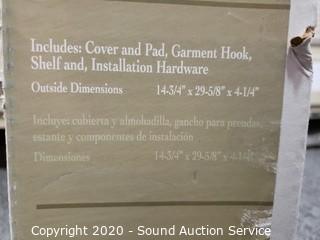 Includes: Cover and Pad, Garment Hook,
Shelf and, Installation Hardware
Outside Dimensions 14-3/4" x 29-5/8" x 4-1/4"
Incluye: cubierta y almohadilla, gancho para prendas,
estante y componentes de instalación
Dimensiones 14-3/4" x 29-5/8" x 4-1/4"
Copyright 2020 - Sound Auction Service